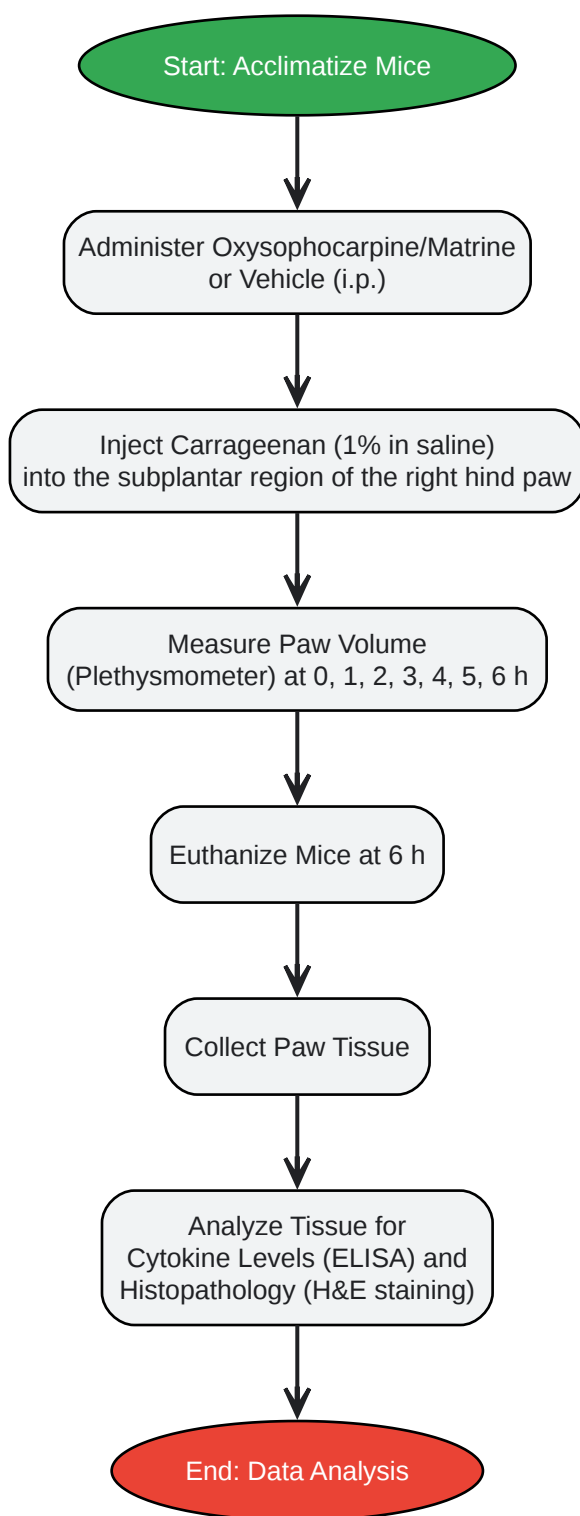 Start: Acclimatize Mice
Administer Oxysophocarpine/Matrine
or Vehicle (i.p.)
Inject Carrageenan (1% in saline)
into the subplantar region of the right hind paw
Measure Paw Volume
(Plethysmometer) at 0, 1, 2, 3, 4, 5, 6 h
Euthanize Mice at 6 h
Collect Paw Tissue
Analyze Tissue for
Cytokine Levels (ELISA) and
Histopathology (H&E staining)
End: Data Analysis